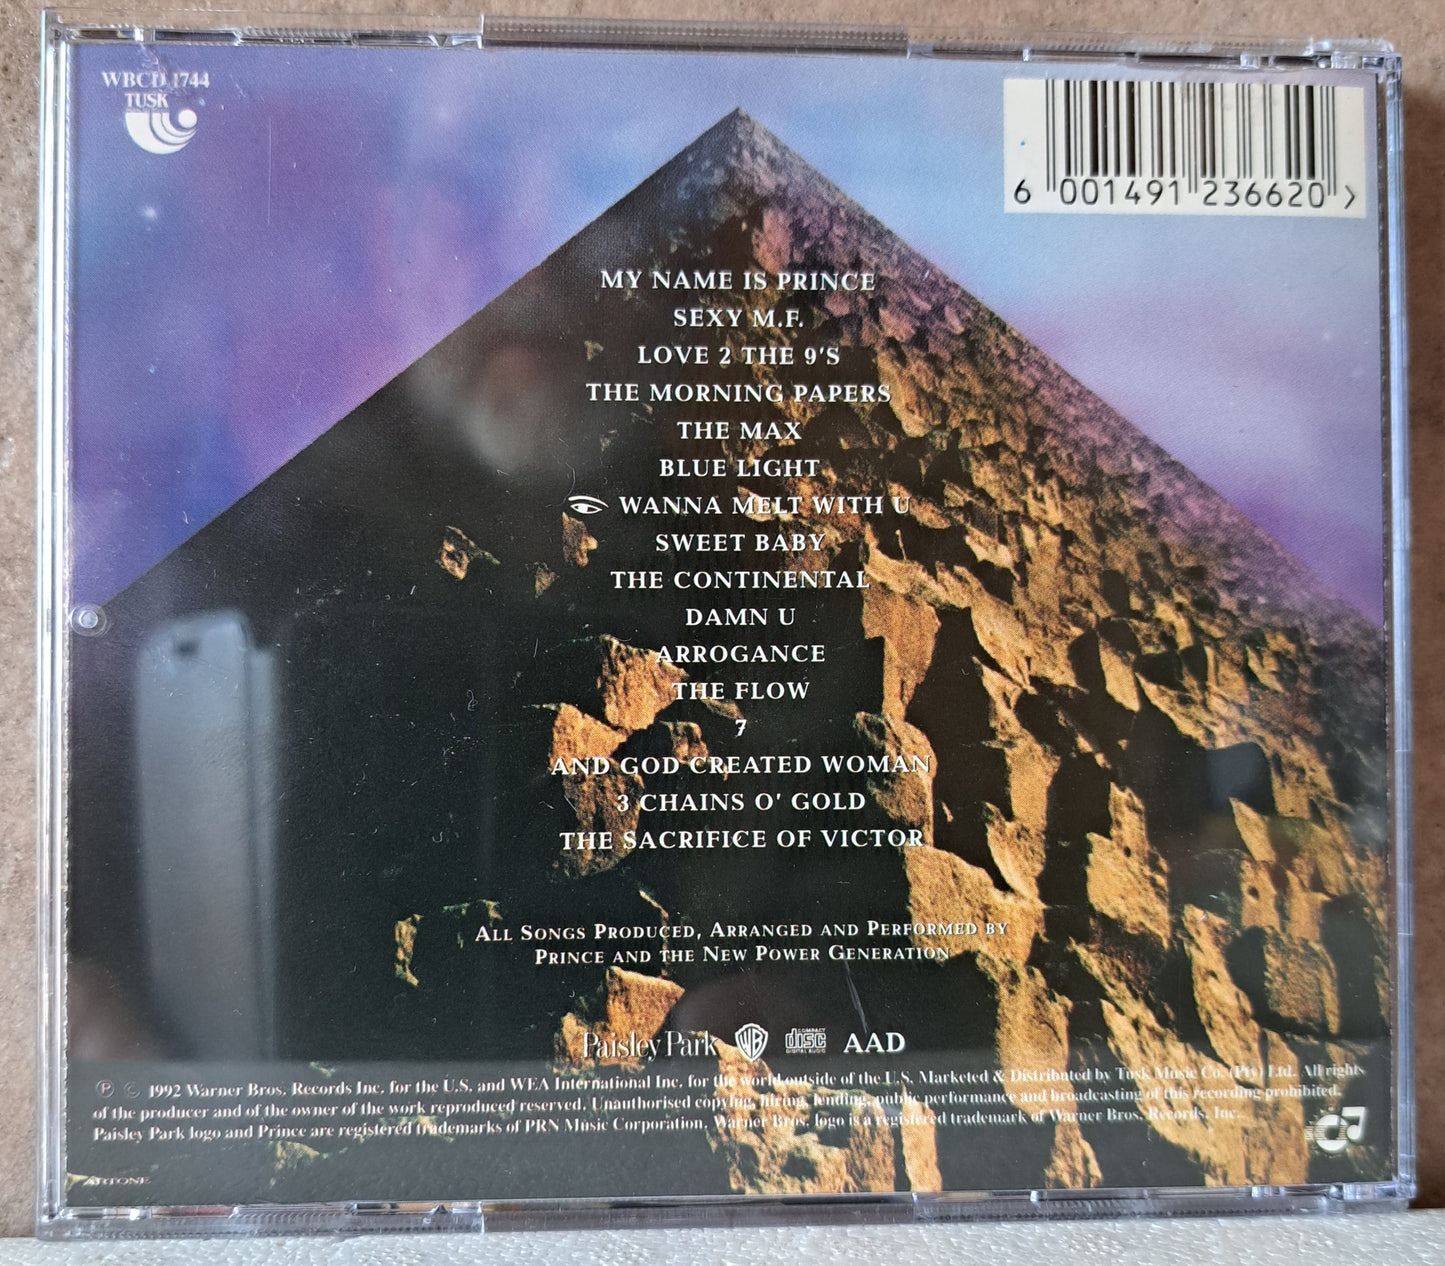 WBCD 1744
TUSK
6 001491 236620 >
MY NAME IS PRINCE
SEXY M.F.
LOVE 2 THE 9'S
THE MORNING PAPERS
THE MAX
BLUE LIGHT
WANNA MELT WITH U
SWEET BABY
THE CONTINENTAL
DAMN U
ARROGANCE
THE FLOW
7
AND GOD CREATED WOMAN
3 CHAINS O' GOLD
THE SACRIFICE OF VICTOR
ALL SONGS PRODUCED, ARRANGED AND PERFORMED BY
PRINCE AND THE NEW POWER GENERATION
Paisley Park WB COMPACT disc DIGITAL AUDIO AAD
℗ © 1992 Warner Bros. Records Inc. for the U.S. and WEA International Inc. for the world outside of the U.S. Marketed & Distributed by Tusk Music Co. (Pty) Ltd. All rights
of the producer and of the owner of the work reproduced reserved. Unauthorised copying, hiring, lending, public performance and broadcasting of this recording prohibited.
Paisley Park logo and Prince are registered trademarks of PRN Music Corporation. Warner Bros. logo is a registered trademark of Warner Bros. Records, Inc.
ARTONE